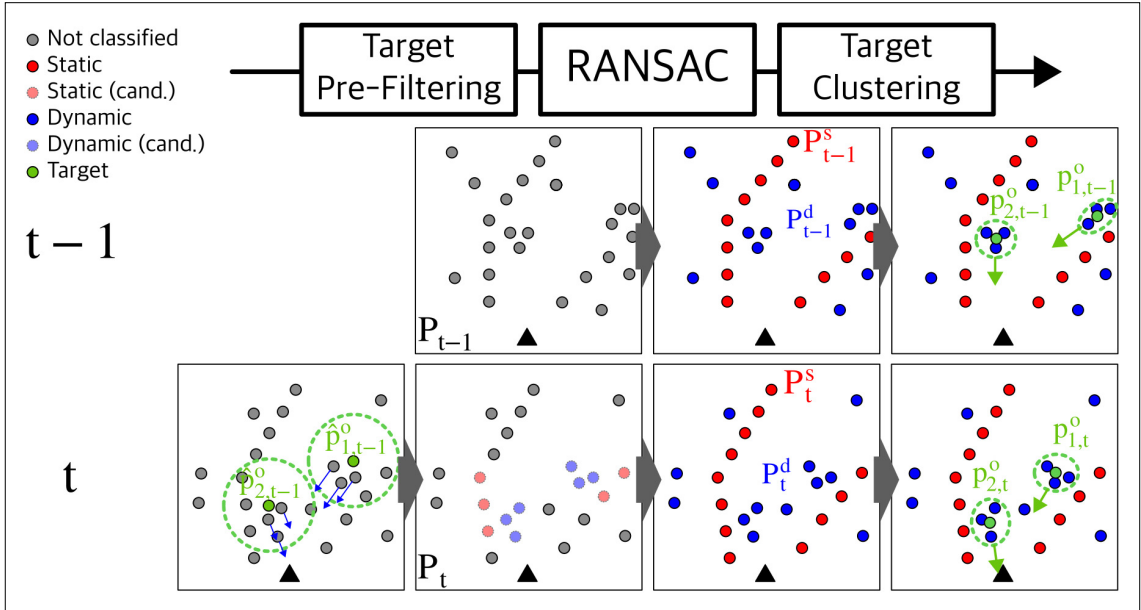 Not classified
Static
Static (cand.)
Dynamic
Dynamic (cand.)
Target
Target
Pre-Filtering
RANSAC
Target
Clustering
t − 1
P_{t−1}
P^s_{t−1}
P^d_{t−1}
p^o_{2,t−1}
p^o_{1,t−1}
t
p̂^o_{1,t−1}
p̂^o_{2,t−1}
P_t
P^s_t
P^d_t
p^o_{1,t}
p^o_{2,t}